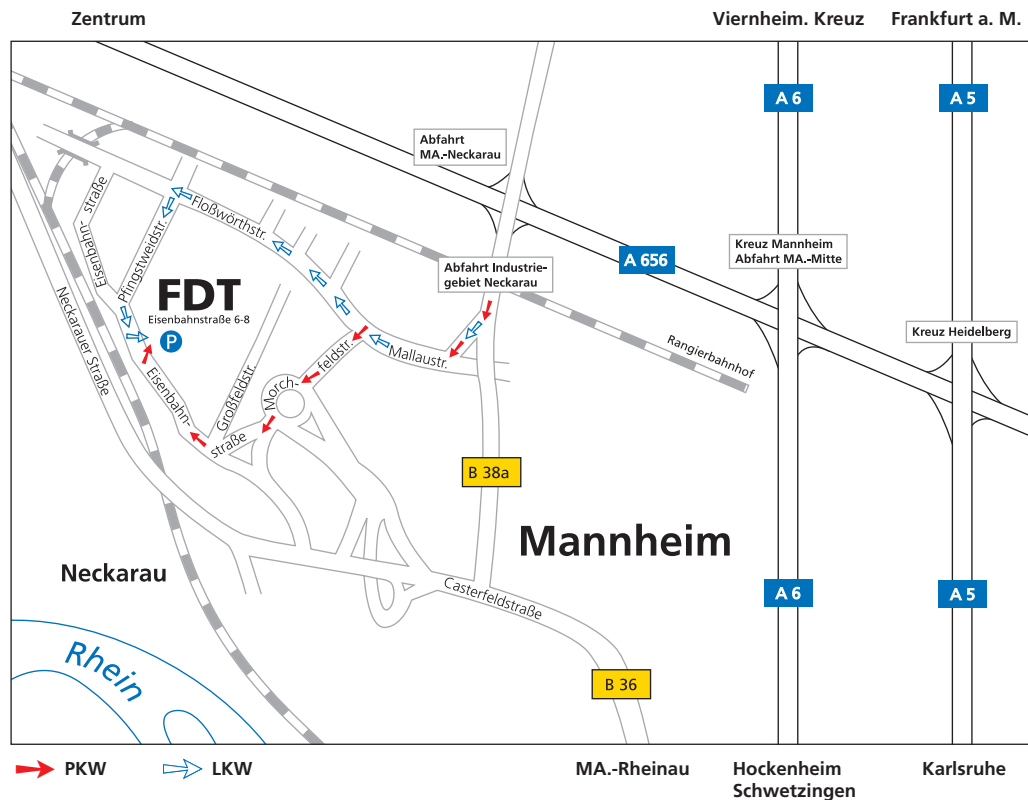 Zentrum
Viernheim. Kreuz
Frankfurt a. M.
A 6
A 5
Abfahrt
MA.-Neckarau
A 656
Kreuz Mannheim
Abfahrt MA.-Mitte
Abfahrt Industrie-
gebiet Neckarau
Kreuz Heidelberg
Eisenbahn-
straße
Pfingstweidstr.
Floßwörthstr.
FDT
Eisenbahnstraße 6-8
P
Neckarauer Straße
Mallaustr.
Rangierbahnhof
Morch-
feldstr.
Großfeldstr.
Eisenbahn-
straße
B 38a
Mannheim
Neckarau
Casterfeldstraße
A 6
A 5
Rhein
B 36
PKW
LKW
MA.-Rheinau
Hockenheim
Schwetzingen
Karlsruhe